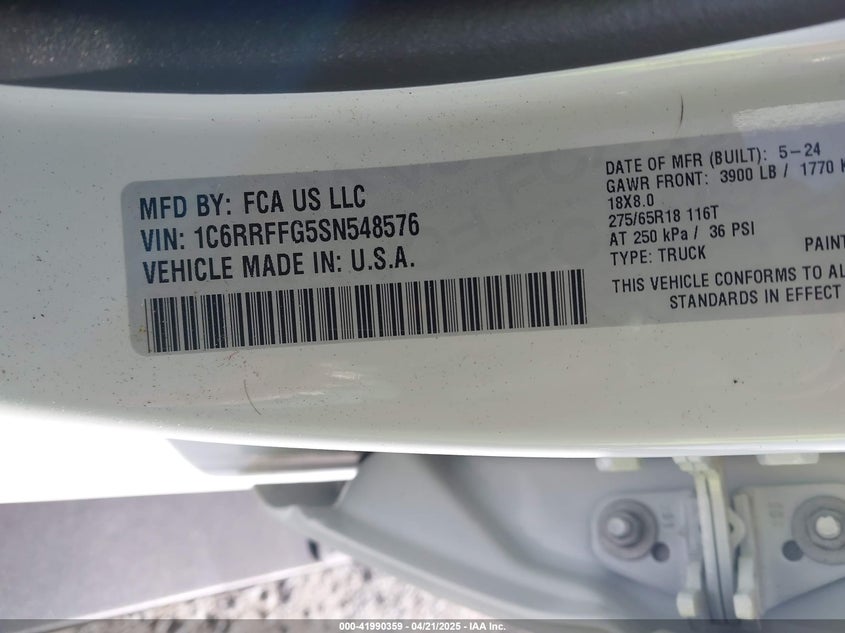 MFD BY: FCA US LLC
VIN: 1C6RRFFG5SN548576
VEHICLE MADE IN: U.S.A.
DATE OF MFR (BUILT): 5-24
GAWR FRONT: 3900 LB / 1770 K
18X8.0
275/65R18 116T
AT 250 kPa / 36 PSI
TYPE: TRUCK
PAINT
THIS VEHICLE CONFORMS TO AL
STANDARDS IN EFFECT
000-41990359 - 04/21/2025 - IAA Inc.